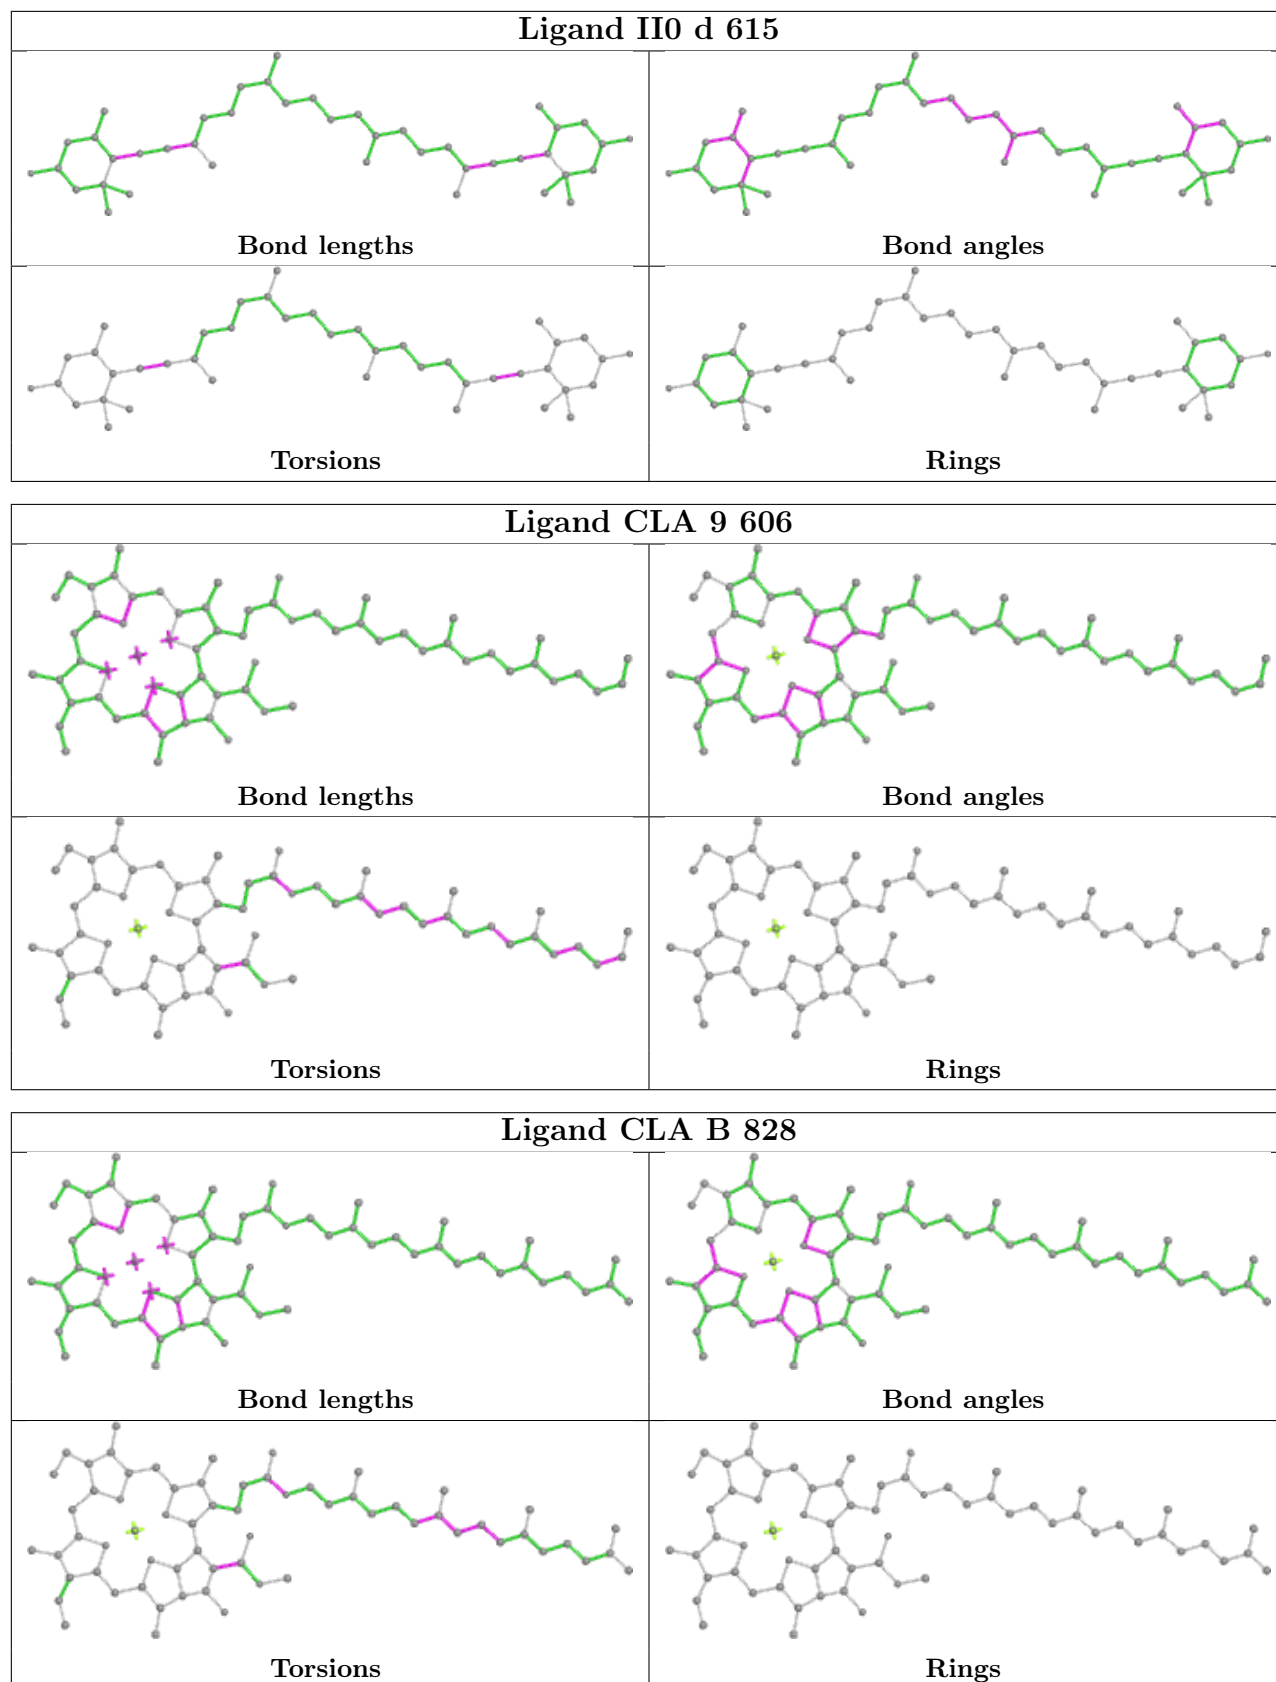 Ligand II0 d 615
Bond lengths
Bond angles
Torsions
Rings
Ligand CLA 9 606
Bond lengths
Bond angles
Torsions
Rings
Ligand CLA B 828
Bond lengths
Bond angles
Torsions
Rings